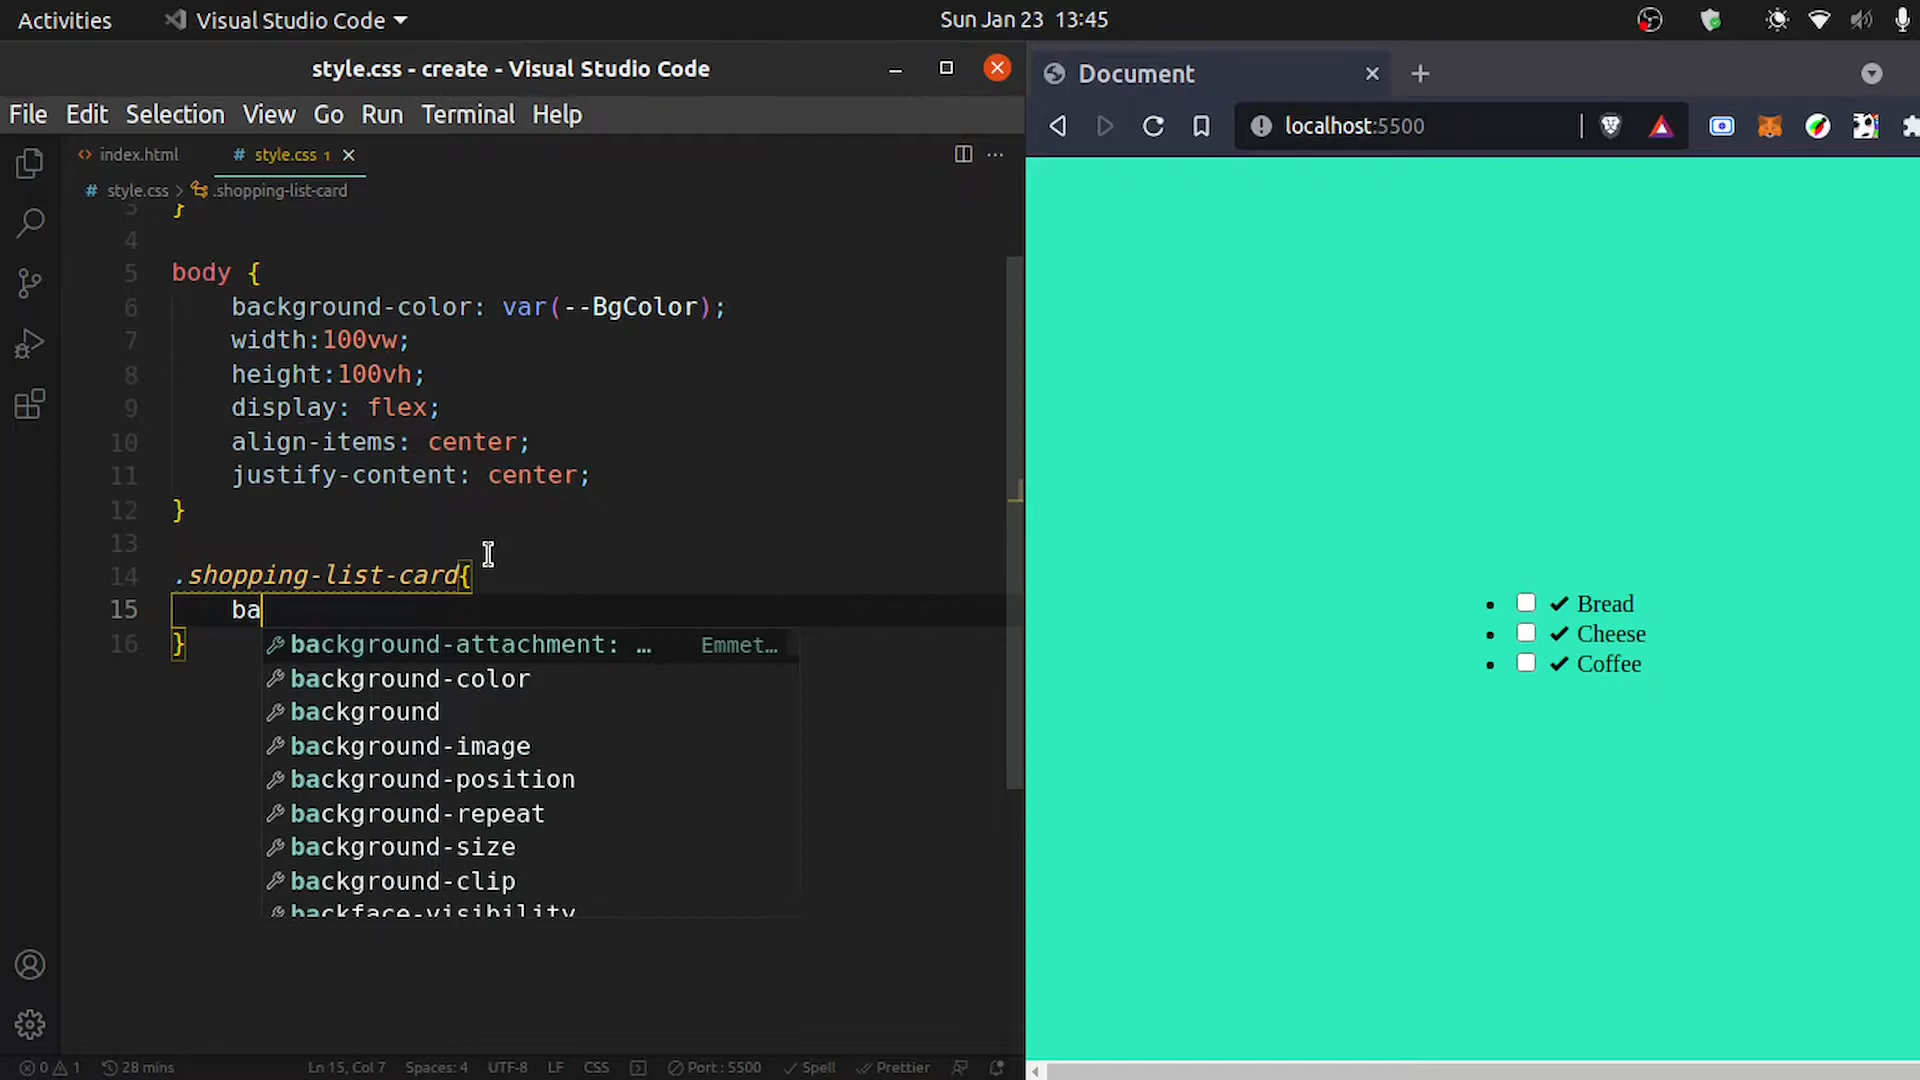 Activities
Visual Studio Code
Sun Jan 23 13:45
style.css - create - Visual Studio Code
File Edit Selection View Go Run Terminal Help
index.html
# style.css 1
# style.css > .shopping-list-card
3 }
4
5 body {
6 background-color: var(--BgColor);
7 width:100vw;
8 height:100vh;
9 display: flex;
10 align-items: center;
11 justify-content: center;
12 }
13
14 .shopping-list-card{
15 ba
16 }
background-attachment: … Emmet…
background-color
background
background-image
background-position
background-repeat
background-size
background-clip
backface-visibility
0 1 28 mins Ln 15, Col 7 Spaces: 4 UTF-8 LF CSS Port : 5500 Spell Prettier
Document
localhost:5500
• ✔ Bread
• ✔ Cheese
• ✔ Coffee